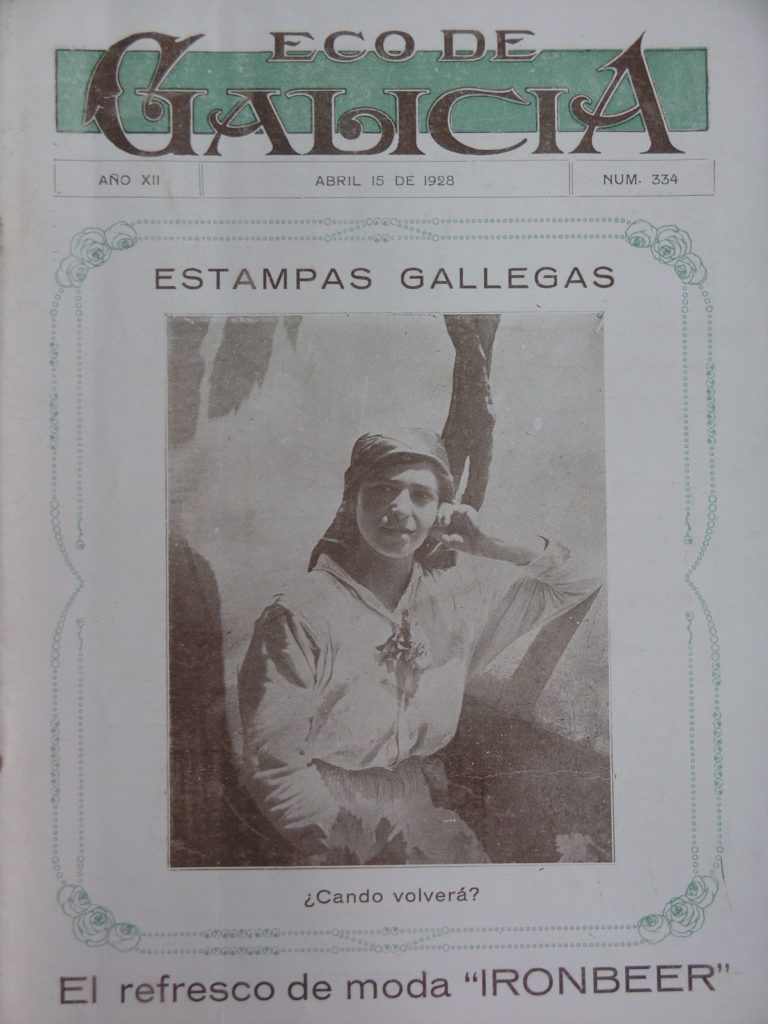 ECO DE
GALICIA
AÑO XII ABRIL 15 DE 1928 NUM. 334
ESTAMPAS GALLEGAS
¿Cando volverá?
El refresco de moda "IRONBEER"